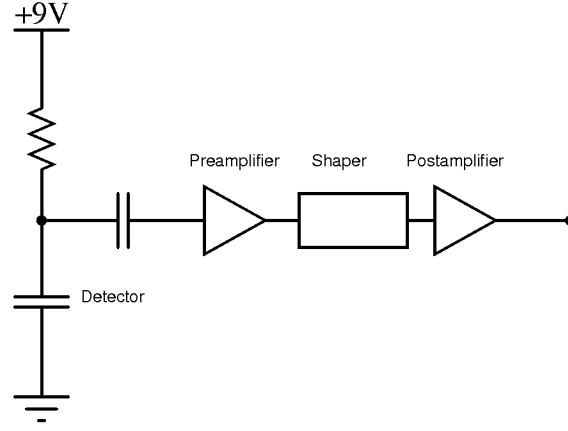 +9V
Preamplifier
Shaper
Postamplifier
Detector